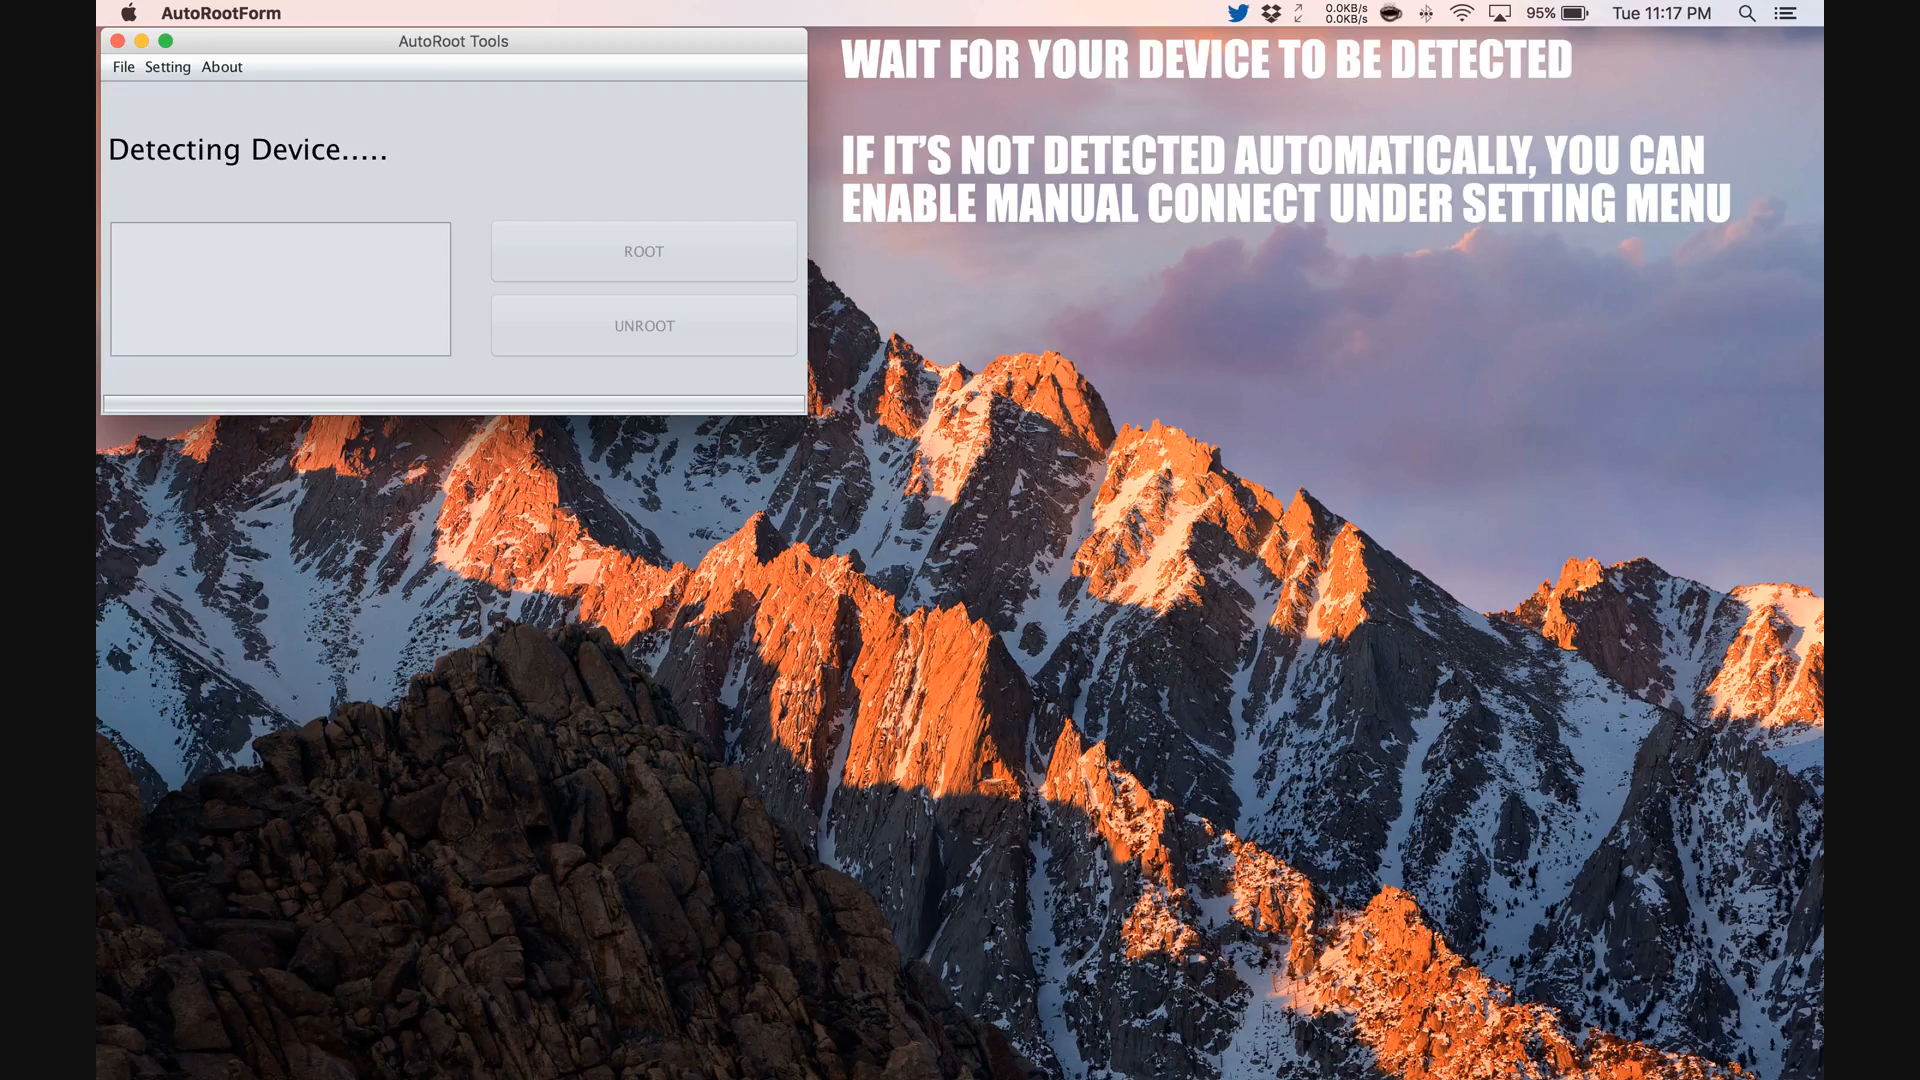 AutoRootForm
0.0KB/s
0.0KB/s
95%
Tue 11:17 PM
AutoRoot Tools
File Setting About
Detecting Device.....
ROOT
UNROOT
WAIT FOR YOUR DEVICE TO BE DETECTED
IF IT'S NOT DETECTED AUTOMATICALLY, YOU CAN
ENABLE MANUAL CONNECT UNDER SETTING MENU